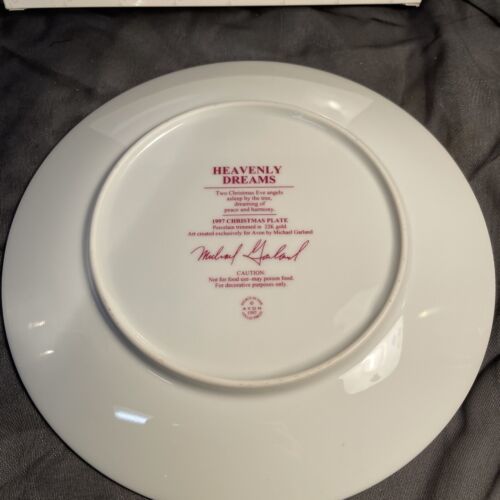 HEAVENLY
DREAMS
Two Christmas Eve angels
asleep by the tree,
dreaming of
peace and harmony.
1997 CHRISTMAS PLATE
Porcelain trimmed in 22K gold
Art created exclusively for Avon by Michael Garland
Michael Garland
CAUTION:
Not for food use-may poison food.
For decorative purposes only.
AVON
1997